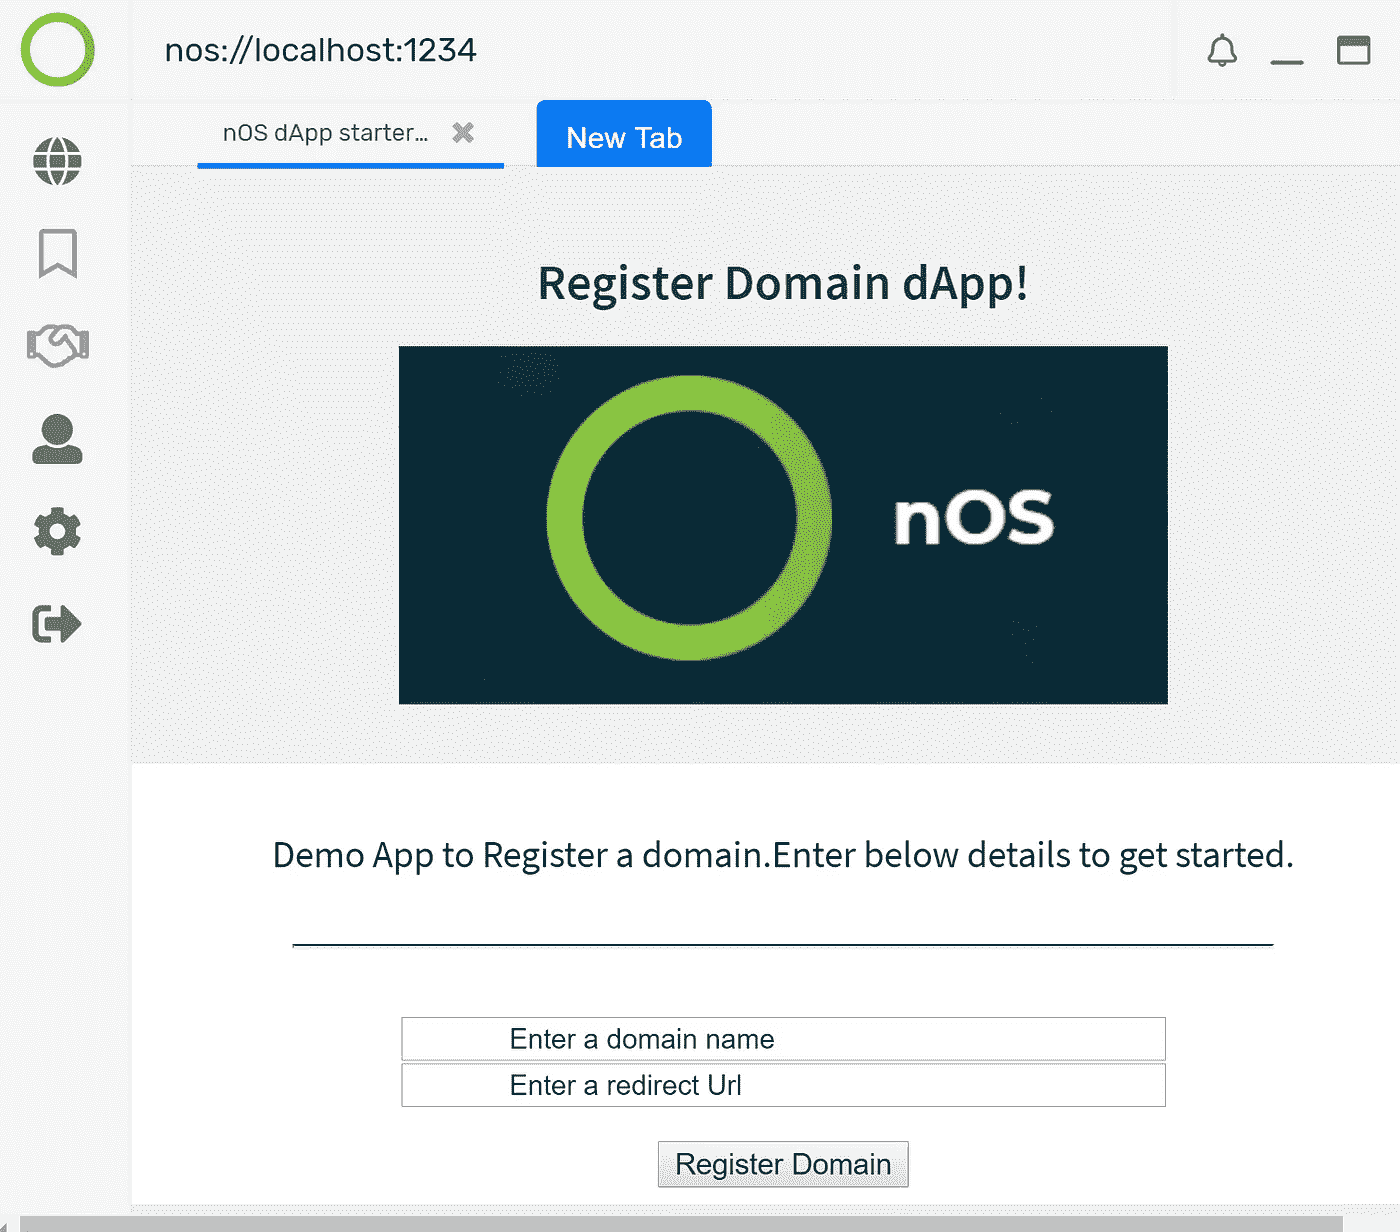 nos://localhost:1234
nOS dApp starter...
New Tab
Register Domain dApp!
nOS
Demo App to Register a domain.Enter below details to get started.
Enter a domain name
Enter a redirect Url
Register Domain